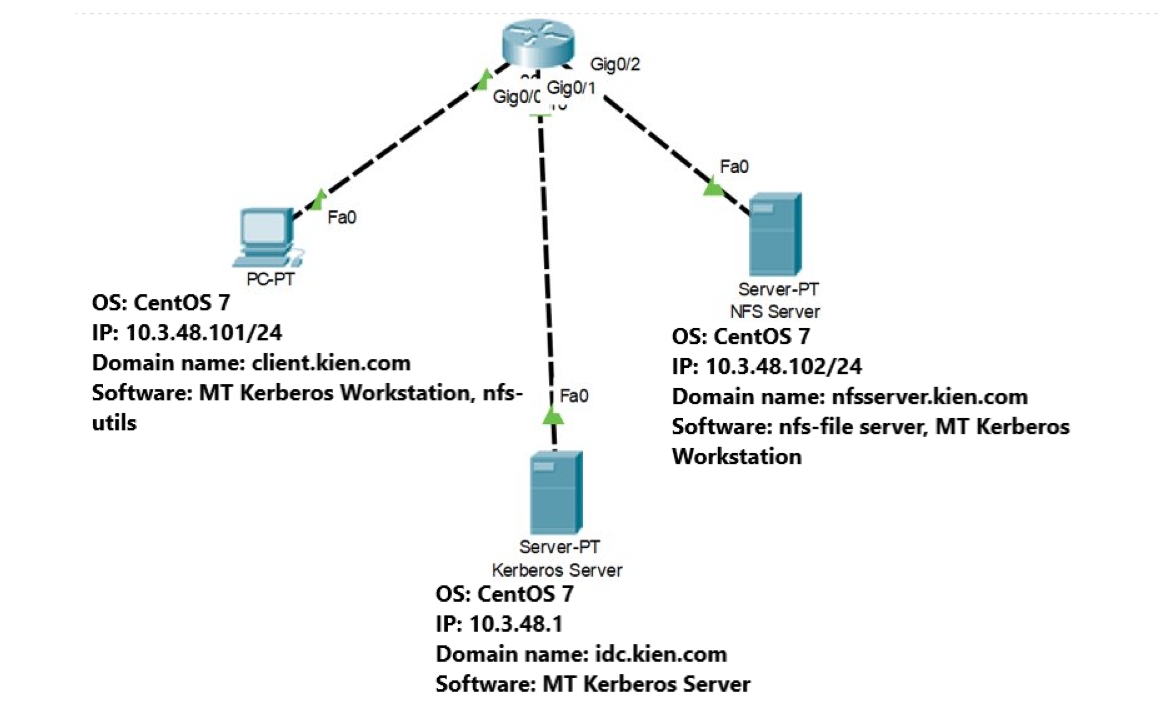 Gig0/2
Gig0/1
Gig0/0
Fa0
Fa0
PC-PT
OS: CentOS 7
IP: 10.3.48.101/24
Domain name: client.kien.com
Software: MT Kerberos Workstation, nfs-
utils
Server-PT
NFS Server
OS: CentOS 7
IP: 10.3.48.102/24
Domain name: nfsserver.kien.com
Software: nfs-file server, MT Kerberos
Workstation
Fa0
Server-PT
Kerberos Server
OS: CentOS 7
IP: 10.3.48.1
Domain name: idc.kien.com
Software: MT Kerberos Server